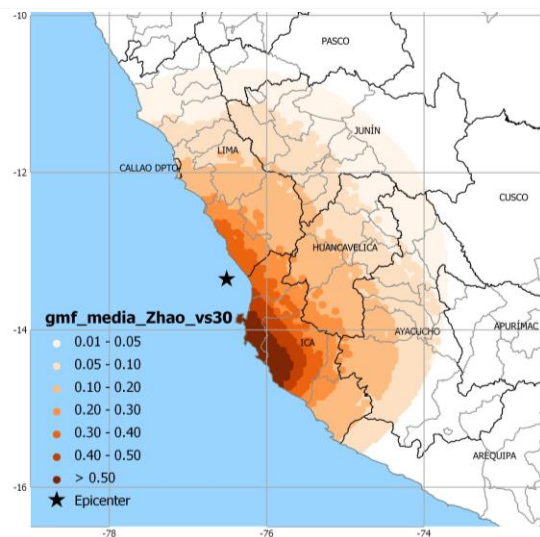 -10
PASCO
JUNÍN
LIMA
-12
CALLAO DPTO
CUSCO
HUANCAVELICA
gmf_media_Zhao_vs30
-14
ICA
AYACUCHO
APURÍMAC
0.01 - 0.05
0.05 - 0.10
0.10 - 0.20
0.20 - 0.30
0.30 - 0.40
0.40 - 0.50
> 0.50
AREQUIPA
-16
Epicenter
-78
-76
-74